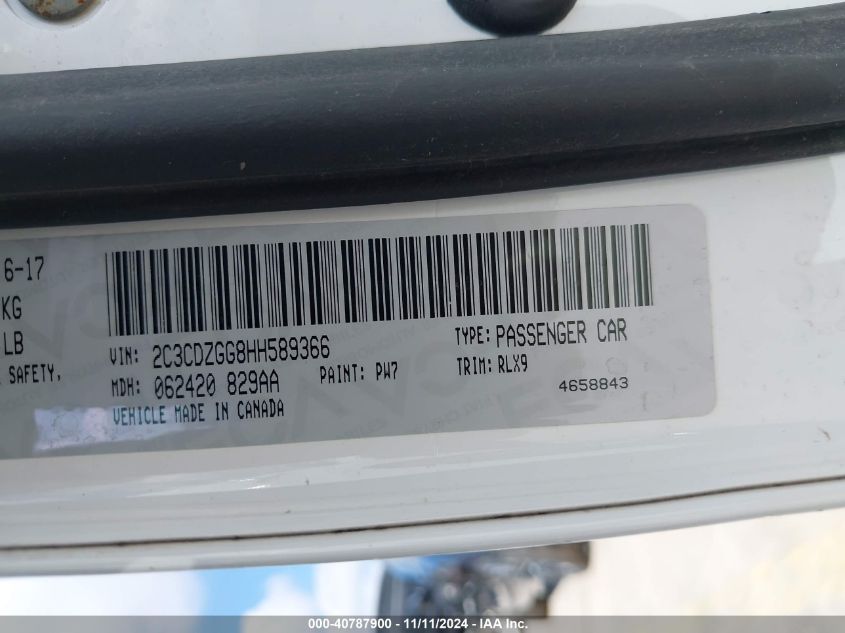 6-17
KG
LB
SAFETY.
VIN: 2C3CDZGG8HH589366
TYPE: PASSENGER CAR
MDH: 062420 829AA
PAINT: PW7
TRIM: RLX9
VEHICLE MADE IN CANADA
4658843
000-40787900 - 11/11/2024 - IAA Inc.